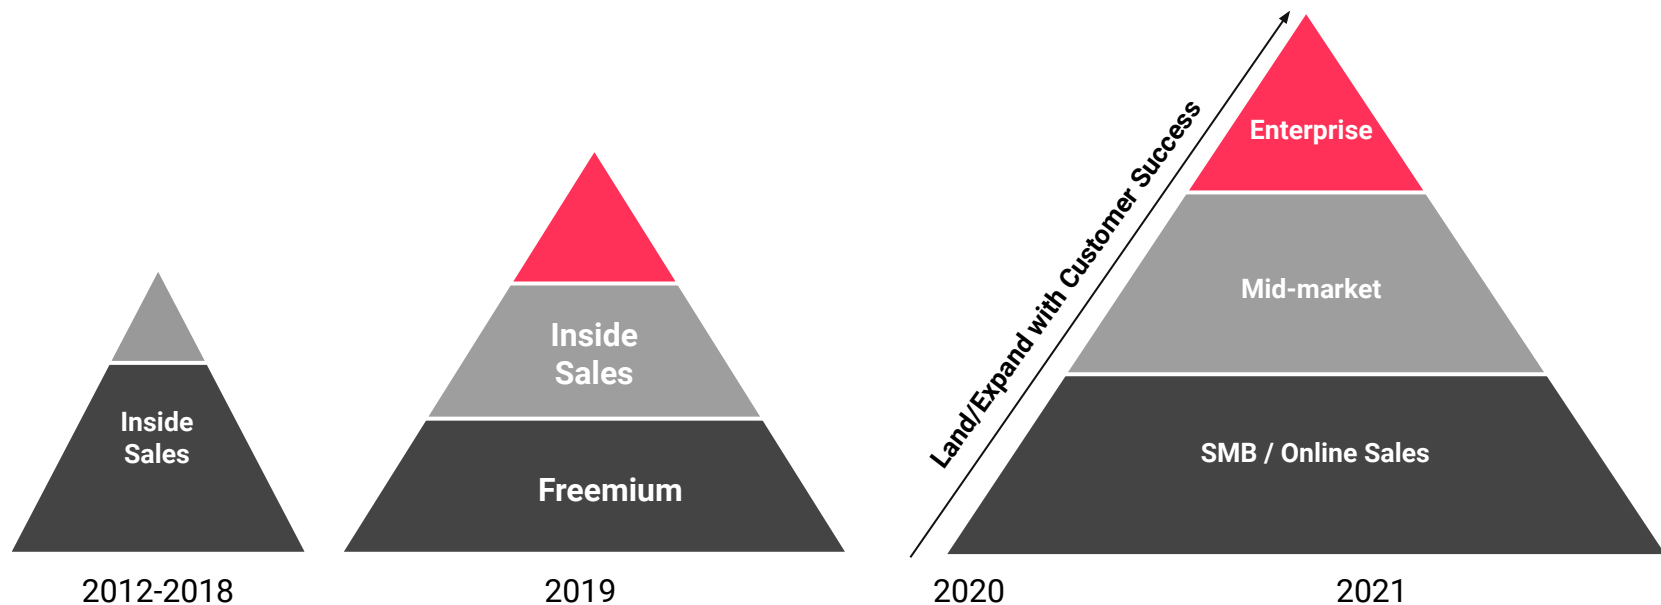 Inside
Sales
2012-2018
Inside
Sales
Freemium
2019
Land/Expand with Customer Success
2020
Enterprise
Mid-market
SMB / Online Sales
2021